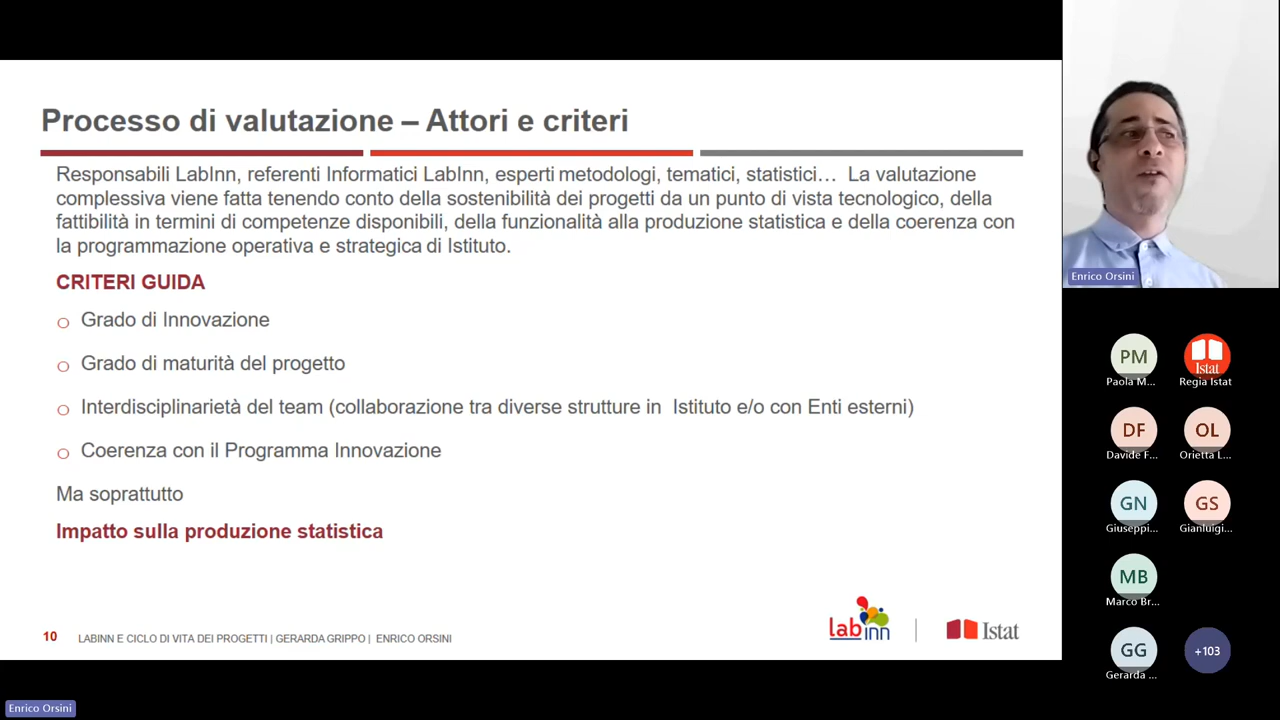 Processo di valutazione – Attori e criteri
Responsabili LabInn, referenti Informatici LabInn, esperti metodologi, tematici, statistici… La valutazione
complessiva viene fatta tenendo conto della sostenibilità dei progetti da un punto di vista tecnologico, della
fattibilità in termini di competenze disponibili, della funzionalità alla produzione statistica e della coerenza con
la programmazione operativa e strategica di Istituto.
CRITERI GUIDA
o Grado di Innovazione
o Grado di maturità del progetto
o Interdisciplinarietà del team (collaborazione tra diverse strutture in Istituto e/o con Enti esterni)
o Coerenza con il Programma Innovazione
Ma soprattutto
Impatto sulla produzione statistica
10 LABINN E CICLO DI VITA DEI PROGETTI | GERARDA GRIPPO | ENRICO ORSINI
lab inn
Istat
Enrico Orsini
PM
Paola M...
Istat
Regia Istat
DF
Davide F...
OL
Orietta L...
GN
Giuseppi...
GS
Gianluigi...
MB
Marco Br...
GG
Gerarda ...
+103
Enrico Orsini